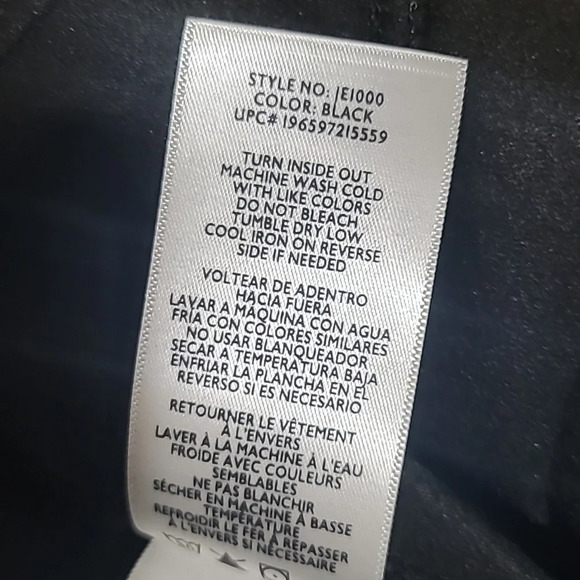 STYLE NO: JE1000
COLOR: BLACK
UPC# 196597215559
TURN INSIDE OUT
MACHINE WASH COLD
WITH LIKE COLORS
DO NOT BLEACH
TUMBLE DRY LOW
COOL IRON ON REVERSE
SIDE IF NEEDED
VOLTEAR DE ADENTRO
HACIA FUERA
LAVAR A MÁQUINA CON AGUA
FRÍA CON COLORES SIMILARES
NO USAR BLANQUEADOR
SECAR A TEMPERATURA BAJA
ENFRIAR LA PLANCHA EN EL
REVERSO SI ES NECESARIO
RETOURNER LE VÊTEMENT
À L'ENVERS
LAVER À LA MACHINE À L'EAU
FROIDE AVEC COULEURS
SEMBLABLES
NE PAS BLANCHIR
SÉCHER EN MACHINE À BASSE
TEMPÉRATURE
REFROIDIR LE FER À REPASSER
À L'ENVERS SI NÉCESSAIRE